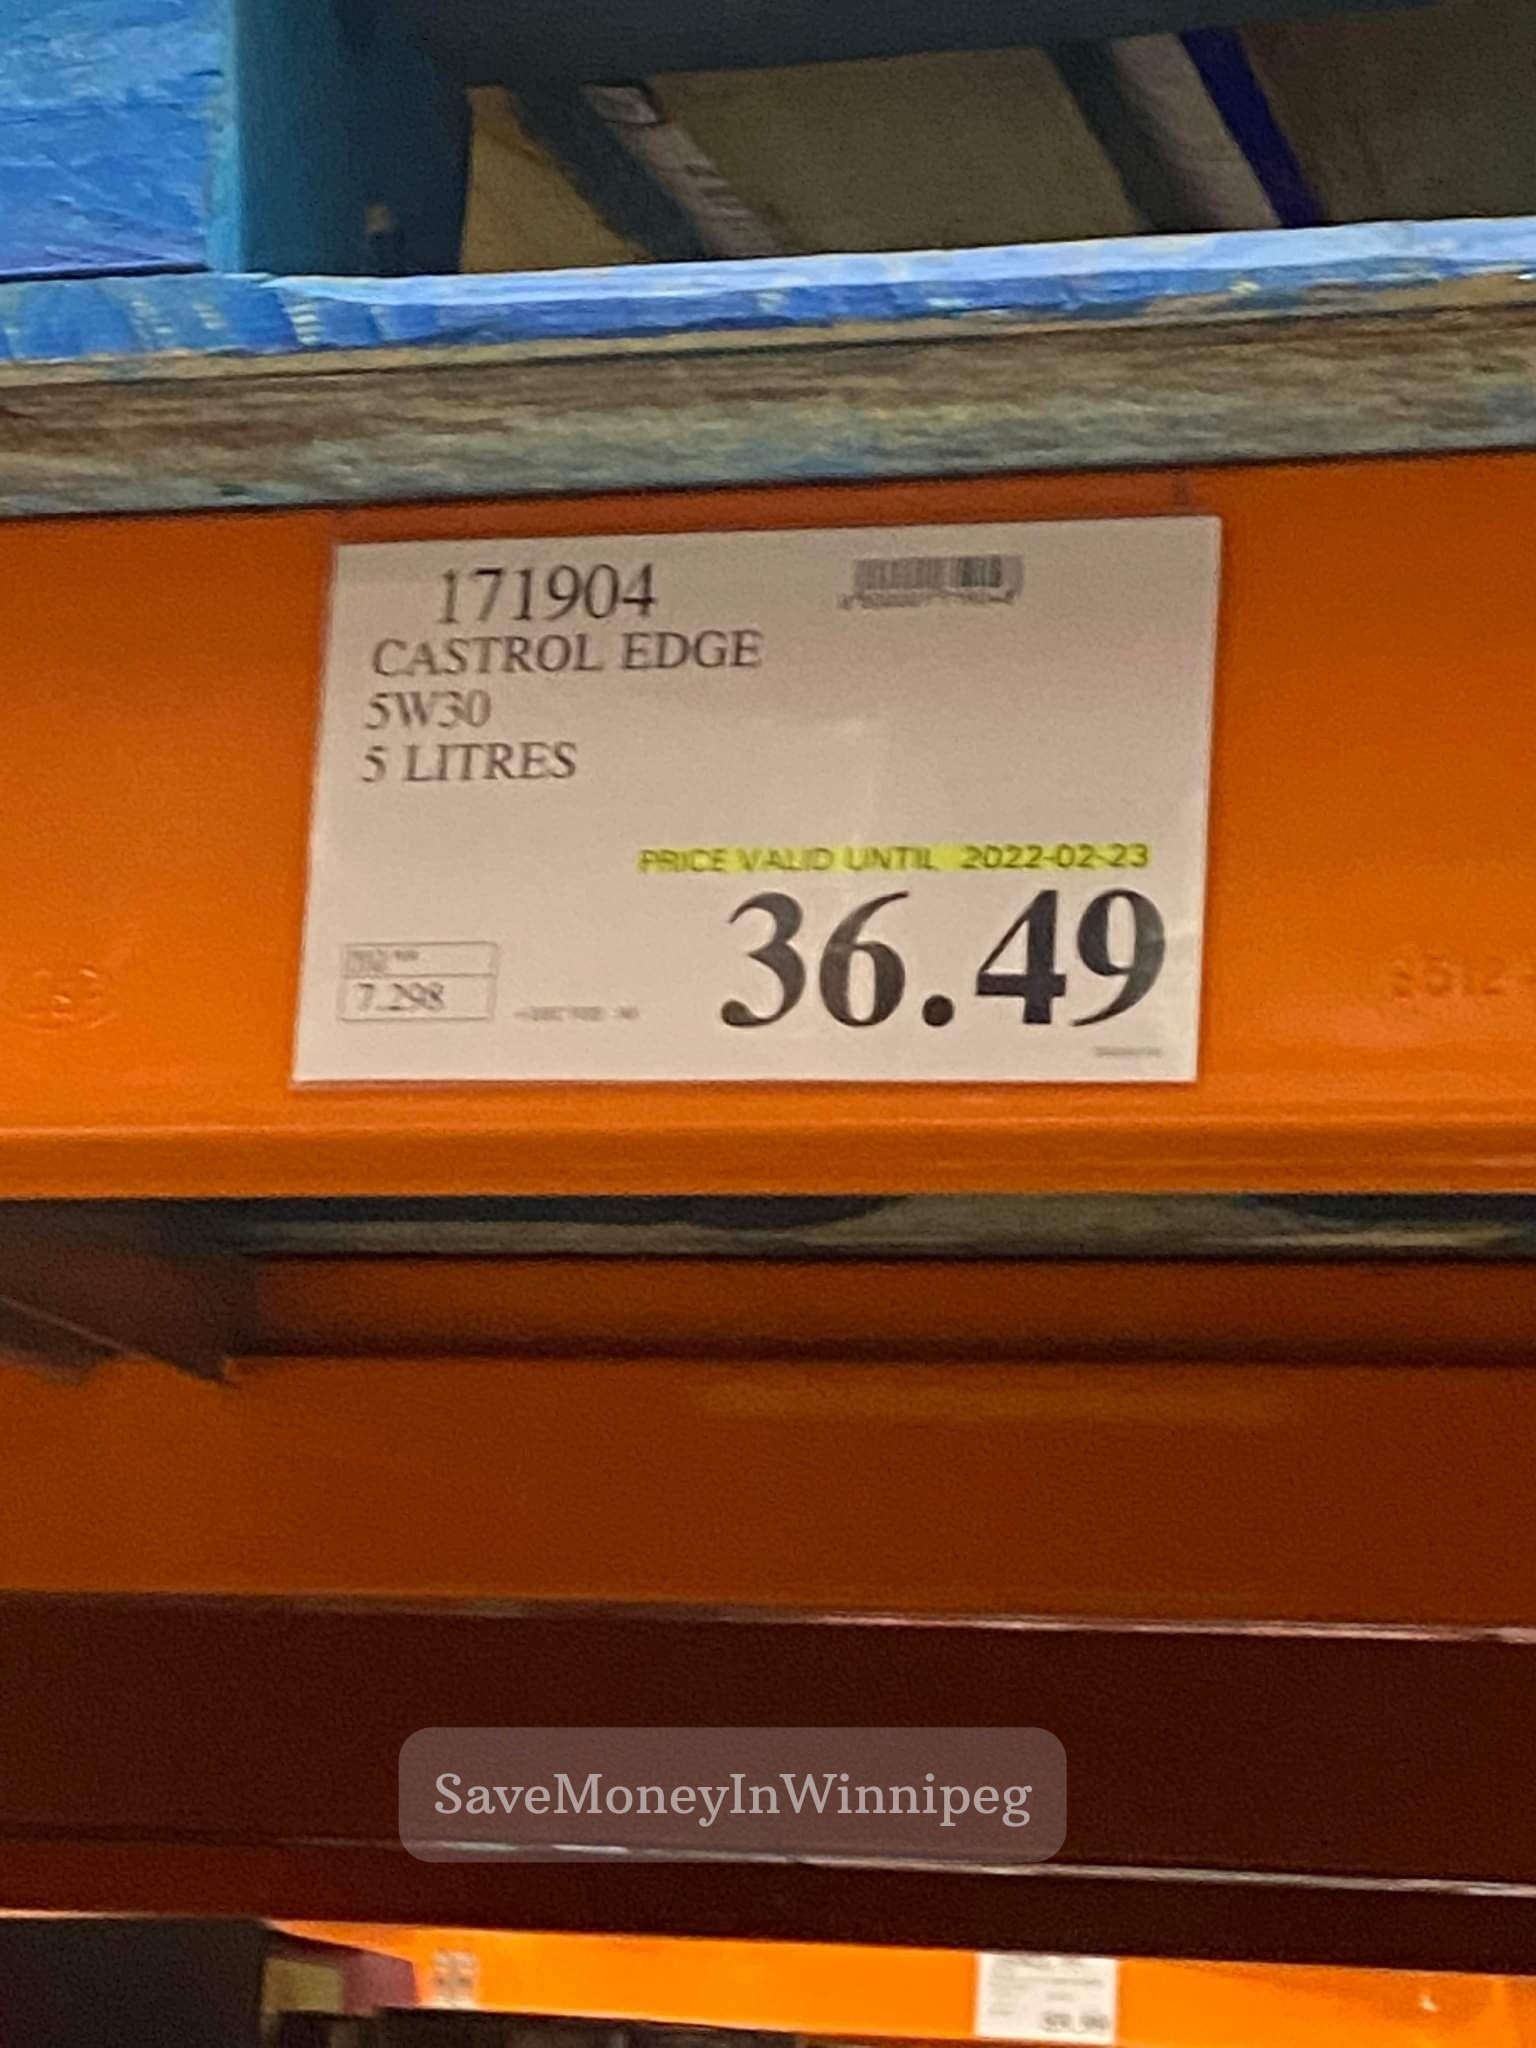 171904
CASTROL EDGE
5W30
5 LITRES
PRICE VALID UNTIL 2022-02-23
36.49
7.298
SaveMoneyInWinnipeg